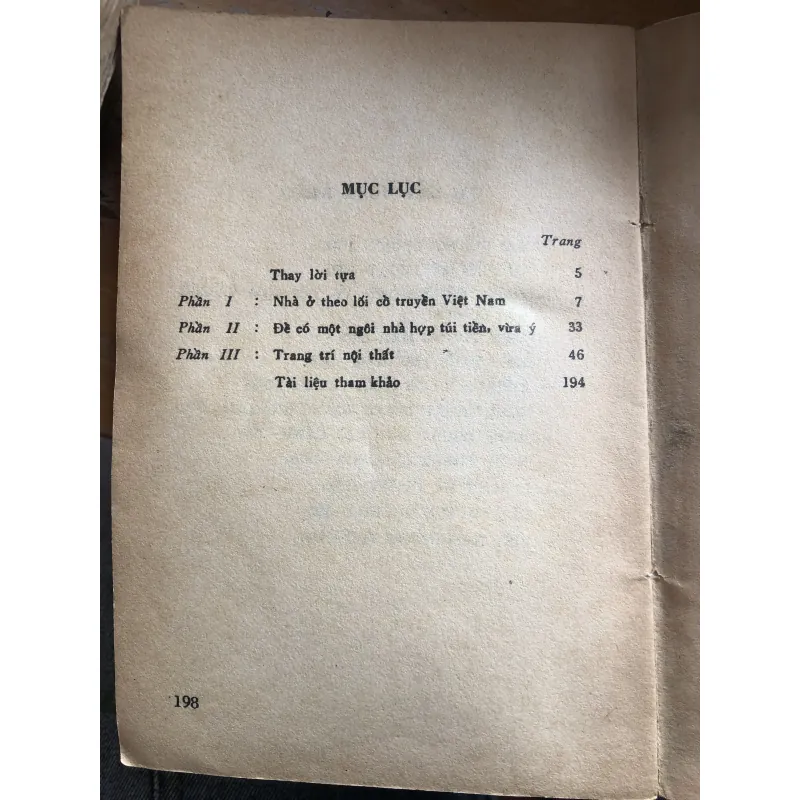 MỤC LỤC
Trang
Thay lời tựa 5
Phần I : Nhà ở theo lối cổ truyền Việt Nam 7
Phần II : Để có một ngôi nhà hợp túi tiền, vừa ý 33
Phần III : Trang trí nội thất 46
Tài liệu tham khảo 194
198